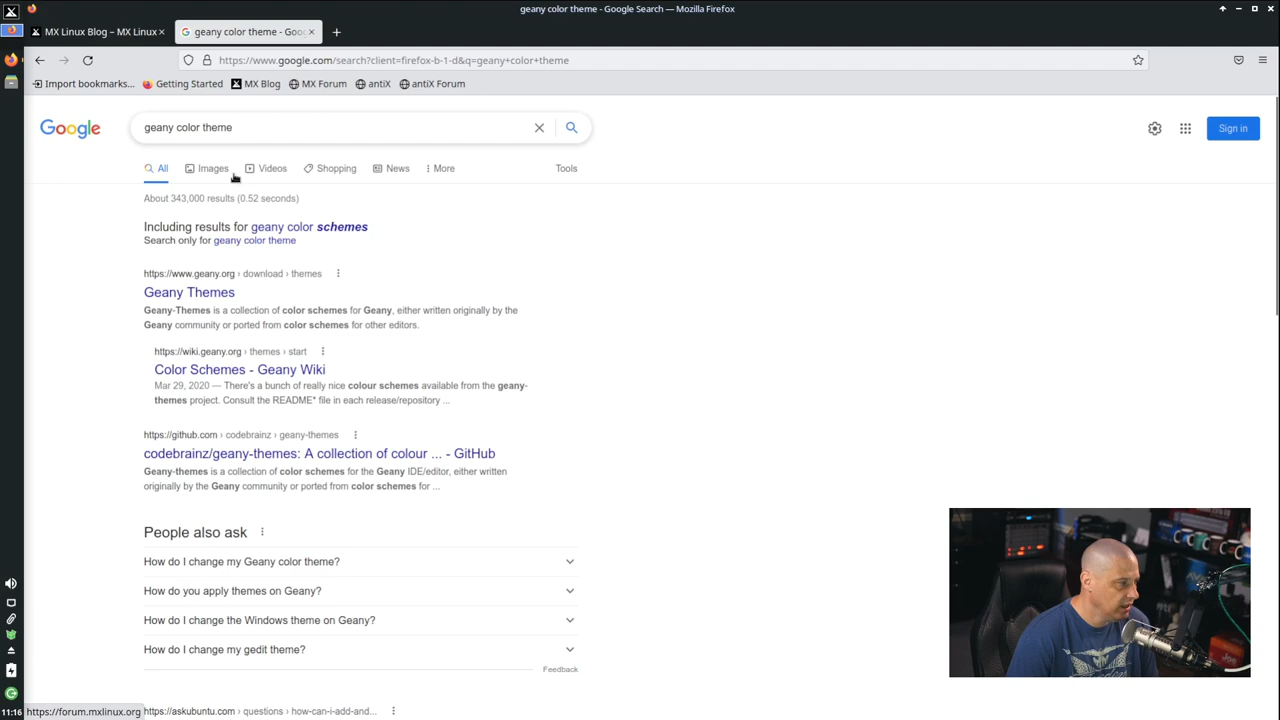 geany color theme - Google Search — Mozilla Firefox
MX Linux Blog – MX Linux
geany color theme - Goo
https://www.google.com/search?client=firefox-b-1-d&q=geany+color+theme
Import bookmarks...
Getting Started
MX Blog
MX Forum
antiX
antiX Forum
Google
geany color theme
Sign in
All
Images
Videos
Shopping
News
More
Tools
About 343,000 results (0.52 seconds)
Including results for geany color schemes
Search only for geany color theme
https://www.geany.org › download › themes
Geany Themes
Geany-Themes is a collection of color schemes for Geany, either written originally by the
Geany community or ported from color schemes for other editors.
https://wiki.geany.org › themes › start
Color Schemes - Geany Wiki
Mar 29, 2020 — There's a bunch of really nice colour schemes available from the geany-
themes project. Consult the README* file in each release/repository ...
https://github.com › codebrainz › geany-themes
codebrainz/geany-themes: A collection of colour ... - GitHub
Geany-themes is a collection of color schemes for the Geany IDE/editor, either written
originally by the Geany community or ported from color schemes for ...
People also ask
How do I change my Geany color theme?
How do you apply themes on Geany?
How do I change the Windows theme on Geany?
How do I change my gedit theme?
Feedback
11:16
https://forum.mxlinux.org
https://askubuntu.com › questions › how-can-i-add-and...